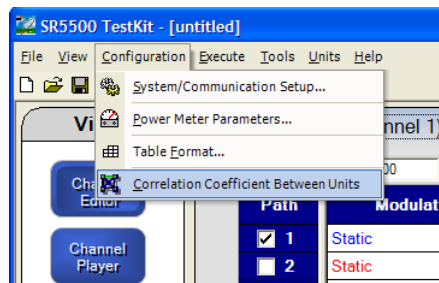 SR5500 TestKit - [untitled]
File View Configuration Execute Tools Units Help
System/Communication Setup...
Power Meter Parameters...
Table Format...
Correlation Coefficient Between Units
Vi
nnel 1)
00
Editor
Path Modulat
1 Static
2 Static
Channel
Player